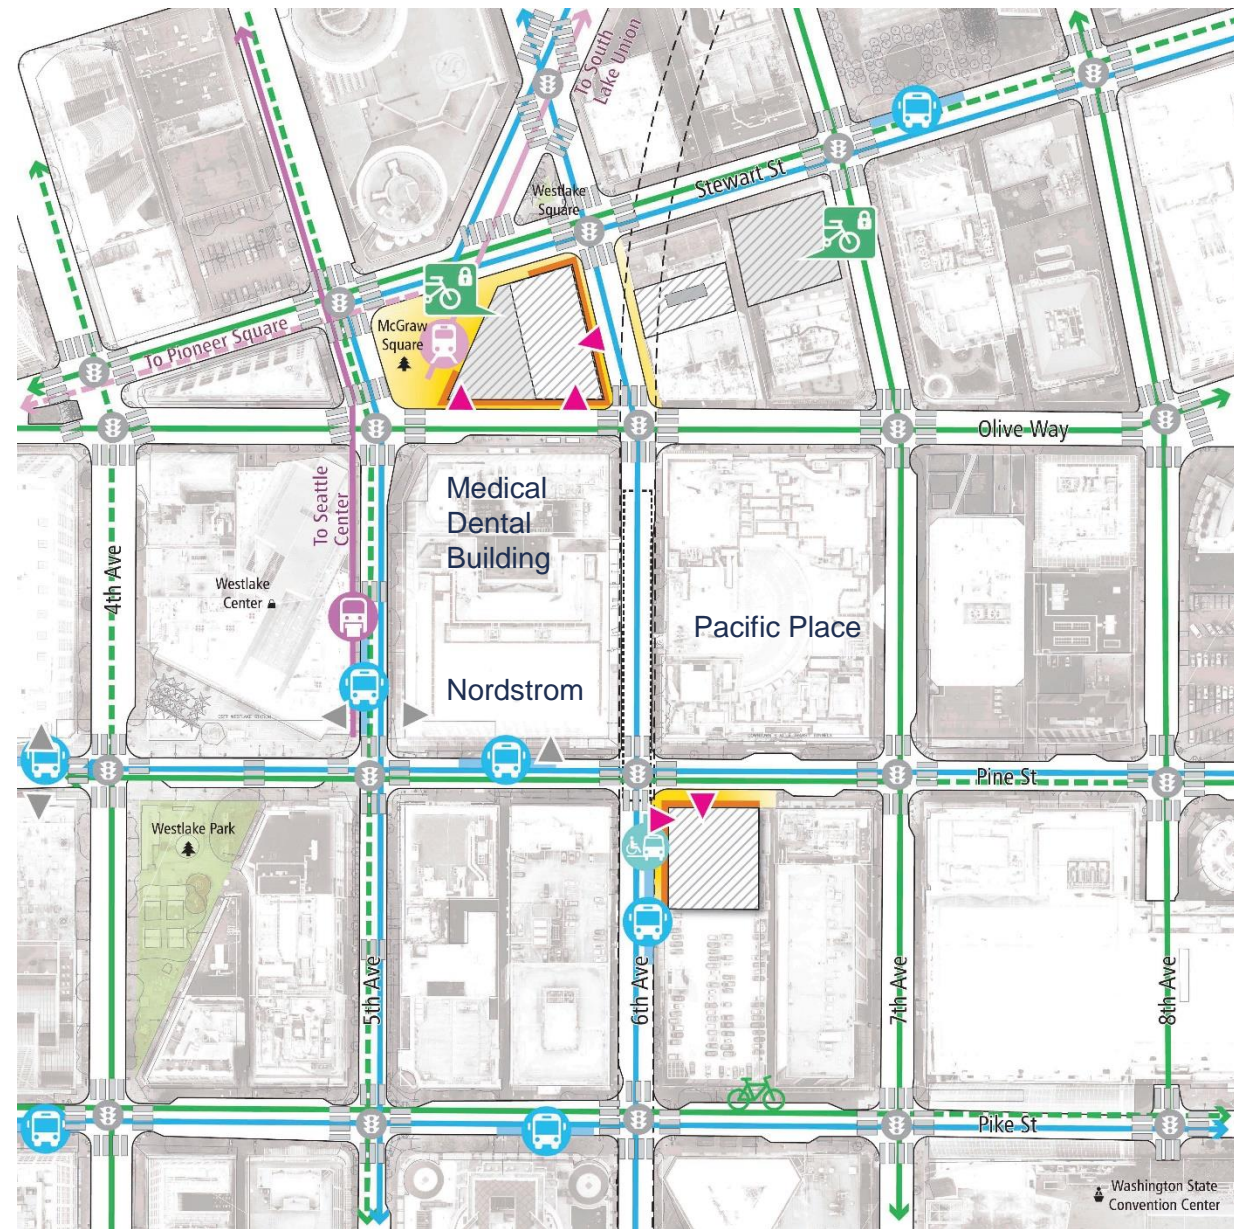 To South
Lake Union
Westlake
Square
Stewart St
McGraw
Square
To Pioneer Square
Olive Way
Medical
Dental
Building
To Seattle
Center
4th Ave
Westlake
Center
Pacific Place
Nordstrom
Pine St
Westlake Park
5th Ave
6th Ave
7th Ave
8th Ave
Pike St
Washington State
Convention Center